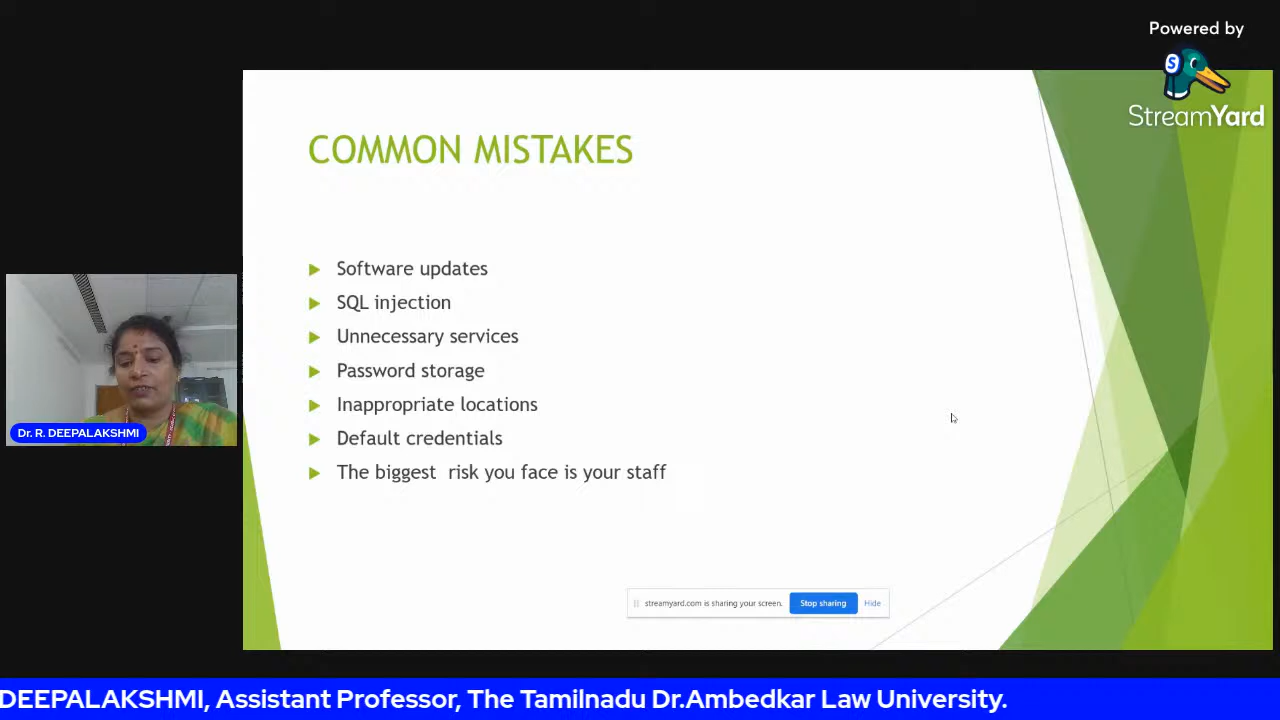 Powered by
StreamYard
COMMON MISTAKES
Software updates
SQL injection
Unnecessary services
Password storage
Inappropriate locations
Default credentials
The biggest risk you face is your staff
Dr. R. DEEPALAKSHMI
streamyard.com is sharing your screen.
Stop sharing
Hide
DEEPALAKSHMI, Assistant Professor, The Tamilnadu Dr.Ambedkar Law University.